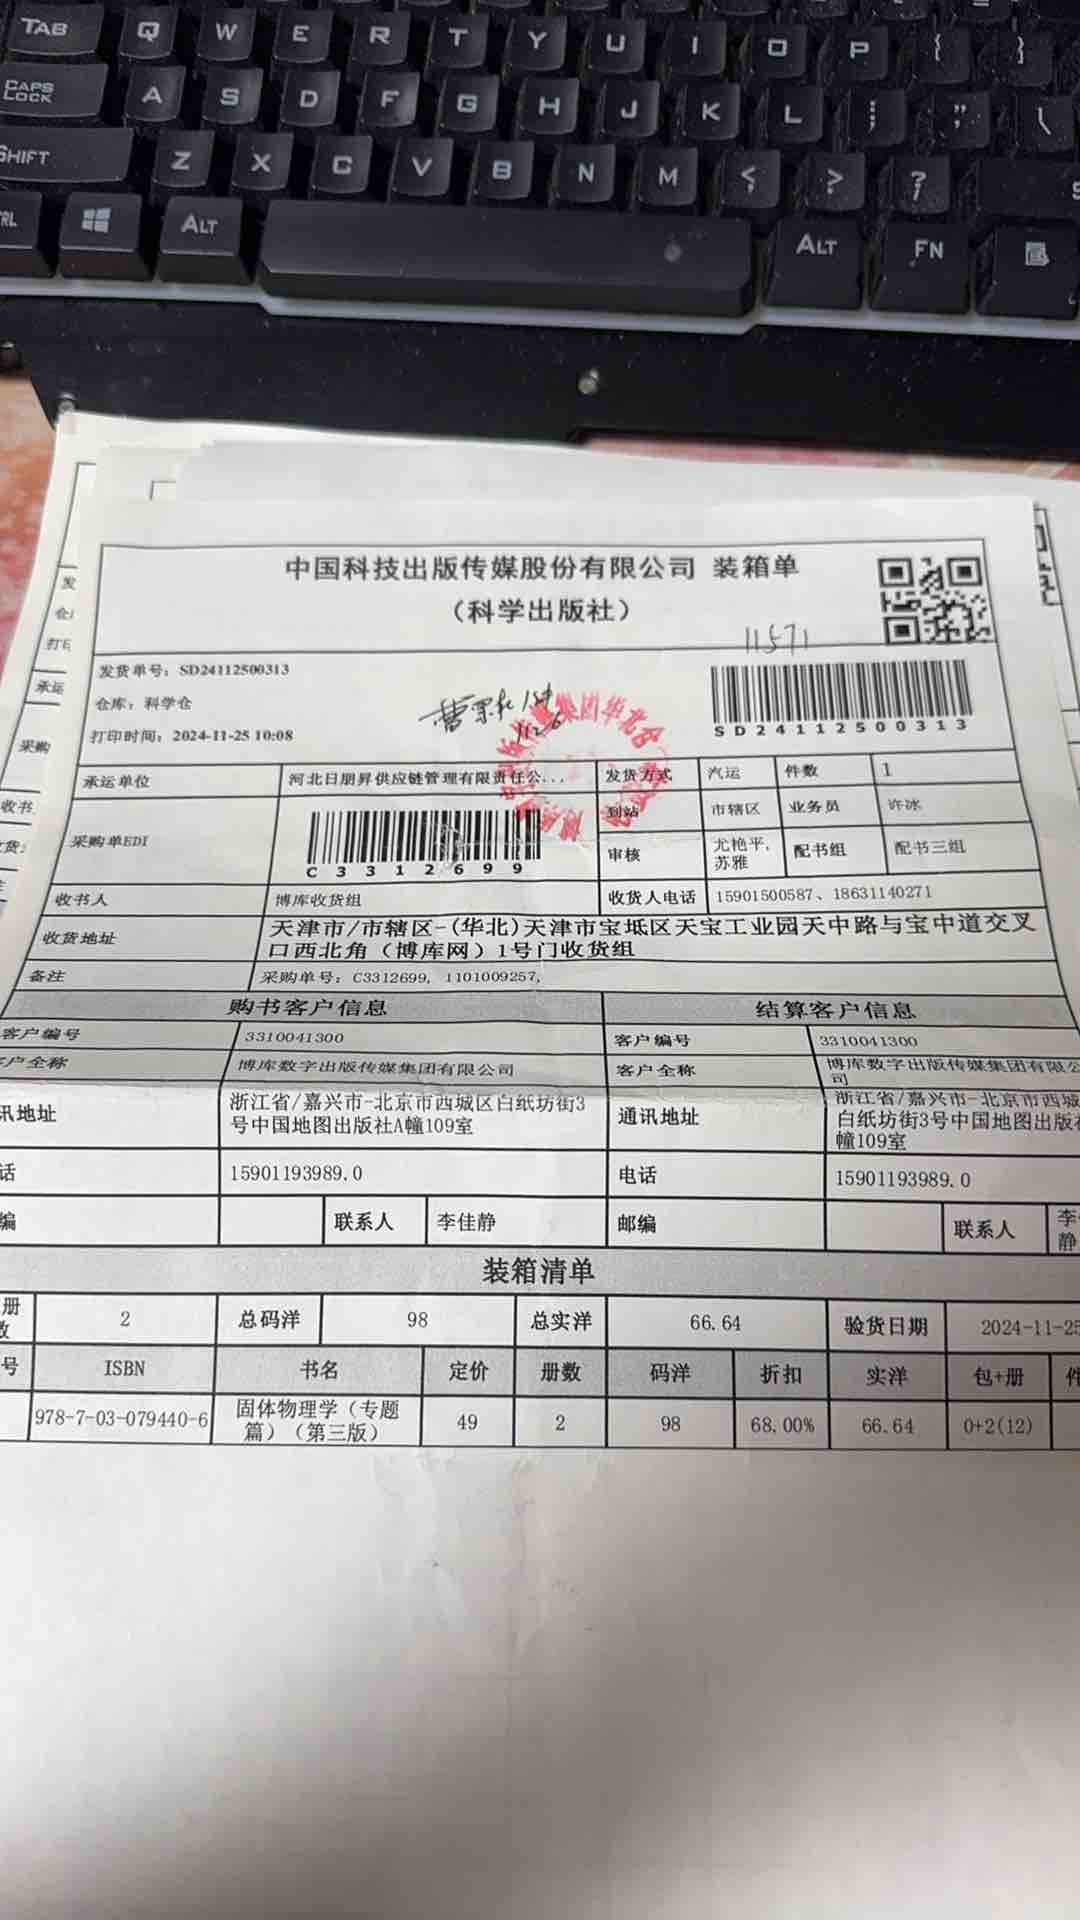 TAB Q W E R T Y U I O P { }
CAPS LOCK A S D F G H J K L
SHIFT Z X C V B N M < > ?
ALT ALT FN
中国科技出版传媒股份有限公司 装箱单
（科学出版社）
11571
发货单号：SD24112500313
仓库：科学仓
打印时间：2024-11-25 10:08
SD24112500313
承运单位 河北日朋昇供应链管理有限责任公... 发货方式 汽运 件数 1
采购单EDI C3312699 到站 市辖区 业务员 许冰
审核 尤艳平, 苏雅 配书组 配书三组
收书人 博库收货组 收货人电话 15901500587、18631140271
收货地址 天津市/市辖区-(华北)天津市宝坻区天宝工业园天中路与宝中道交叉
口西北角（博库网）1号门收货组
备注 采购单号：C3312699, 1101009257,
购书客户信息 结算客户信息
客户编号 3310041300 客户编号 3310041300
客户全称 博库数字出版传媒集团有限公司 客户全称 博库数字出版传媒集团有限公
司
讯地址 浙江省/嘉兴市-北京市西城区白纸坊街3
号中国地图出版社A幢109室
通讯地址 浙江省/嘉兴市-北京市西城
白纸坊街3号中国地图出版社
幢109室
话 15901193989.0 电话 15901193989.0
编 联系人 李佳静 邮编 联系人 李
静
装箱清单
册 2 总码洋 98 总实洋 66.64 验货日期 2024-11-25
号 ISBN 书名 定价 册数 码洋 折扣 实洋 包+册 件
978-7-03-079440-6 固体物理学（专题
篇）（第三版） 49 2 98 68.00% 66.64 0+2(12)